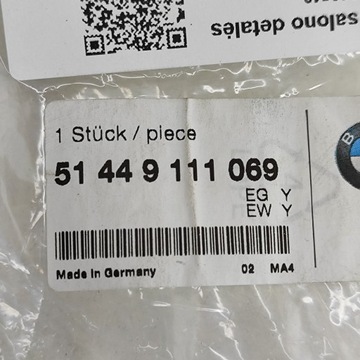 salono detalės
1 Stück / piece
51 44 9 111 069
EG Y
EW Y
Made in Germany 02 MA4
B